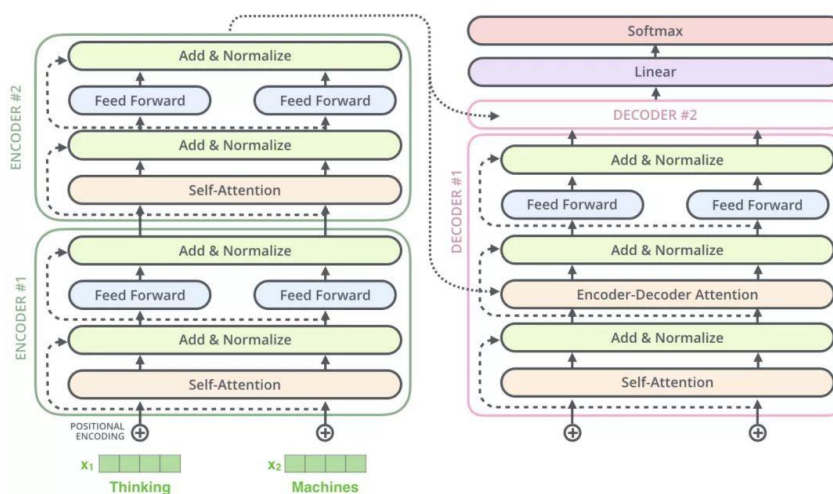 ENCODER #2
Add & Normalize
Feed Forward
Feed Forward
Add & Normalize
Self-Attention
ENCODER #1
Add & Normalize
Feed Forward
Feed Forward
Add & Normalize
Self-Attention
POSITIONAL
ENCODING
x₁
x₂
Thinking
Machines
Softmax
Linear
DECODER #2
DECODER #1
Add & Normalize
Feed Forward
Feed Forward
Add & Normalize
Encoder-Decoder Attention
Add & Normalize
Self-Attention